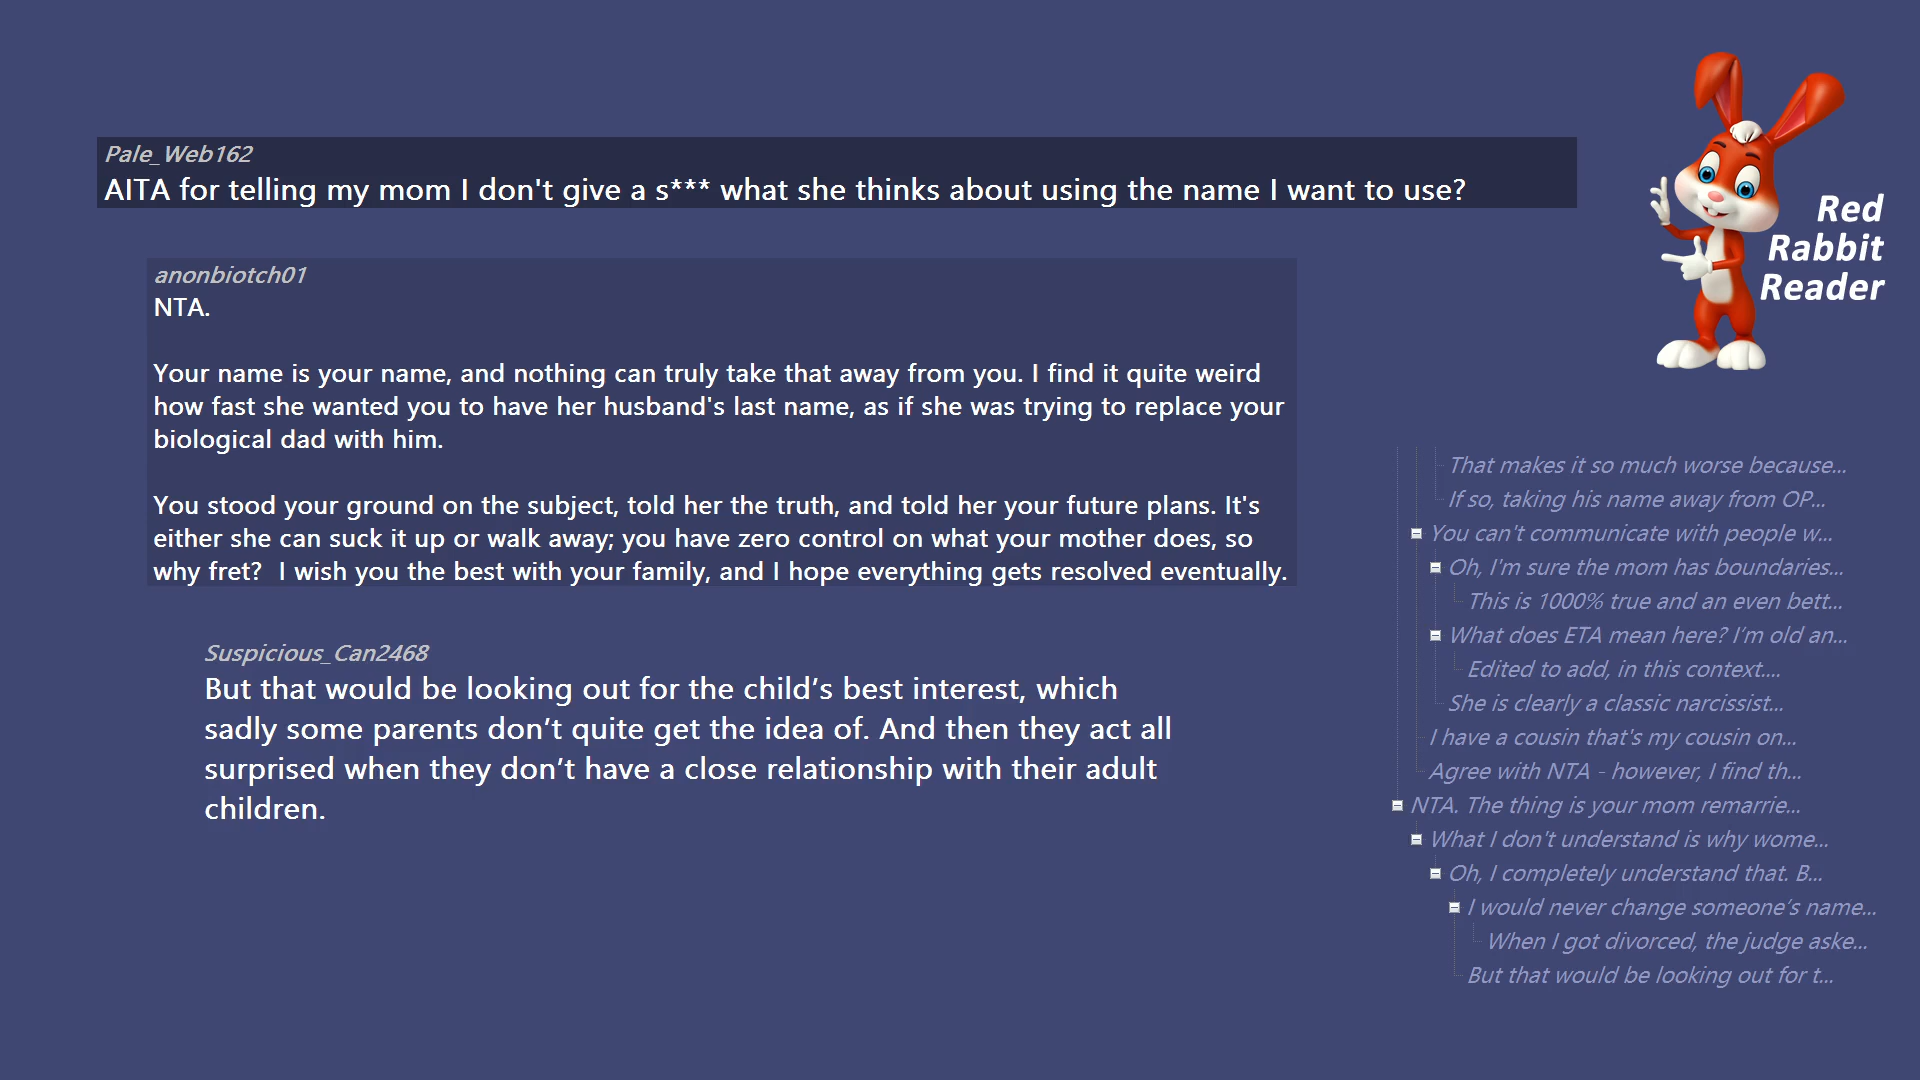 Pale_Web162
AITA for telling my mom I don't give a s*** what she thinks about using the name I want to use?
Red
Rabbit
Reader
anonbiotch01
NTA.
Your name is your name, and nothing can truly take that away from you. I find it quite weird
how fast she wanted you to have her husband's last name, as if she was trying to replace your
biological dad with him.
You stood your ground on the subject, told her the truth, and told her your future plans. It's
either she can suck it up or walk away; you have zero control on what your mother does, so
why fret?  I wish you the best with your family, and I hope everything gets resolved eventually.
Suspicious_Can2468
But that would be looking out for the child’s best interest, which
sadly some parents don’t quite get the idea of. And then they act all
surprised when they don’t have a close relationship with their adult
children.
That makes it so much worse because...
If so, taking his name away from OP...
You can't communicate with people w...
Oh, I'm sure the mom has boundaries...
This is 1000% true and an even bett...
What does ETA mean here? I’m old an...
Edited to add, in this context....
She is clearly a classic narcissist...
I have a cousin that's my cousin on...
Agree with NTA - however, I find th...
NTA. The thing is your mom remarrie...
What I don't understand is why wome...
Oh, I completely understand that. B...
I would never change someone’s name...
When I got divorced, the judge aske...
But that would be looking out for t...